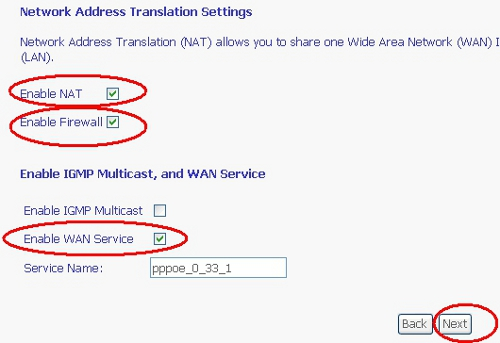 Network Address Translation Settings
Network Address Translation (NAT) allows you to share one Wide Area Network (WAN) I
(LAN).
Enable NAT
Enable Firewall
Enable IGMP Multicast, and WAN Service
Enable IGMP Multicast
Enable WAN Service
Service Name: pppoe_0_33_1
Back Next